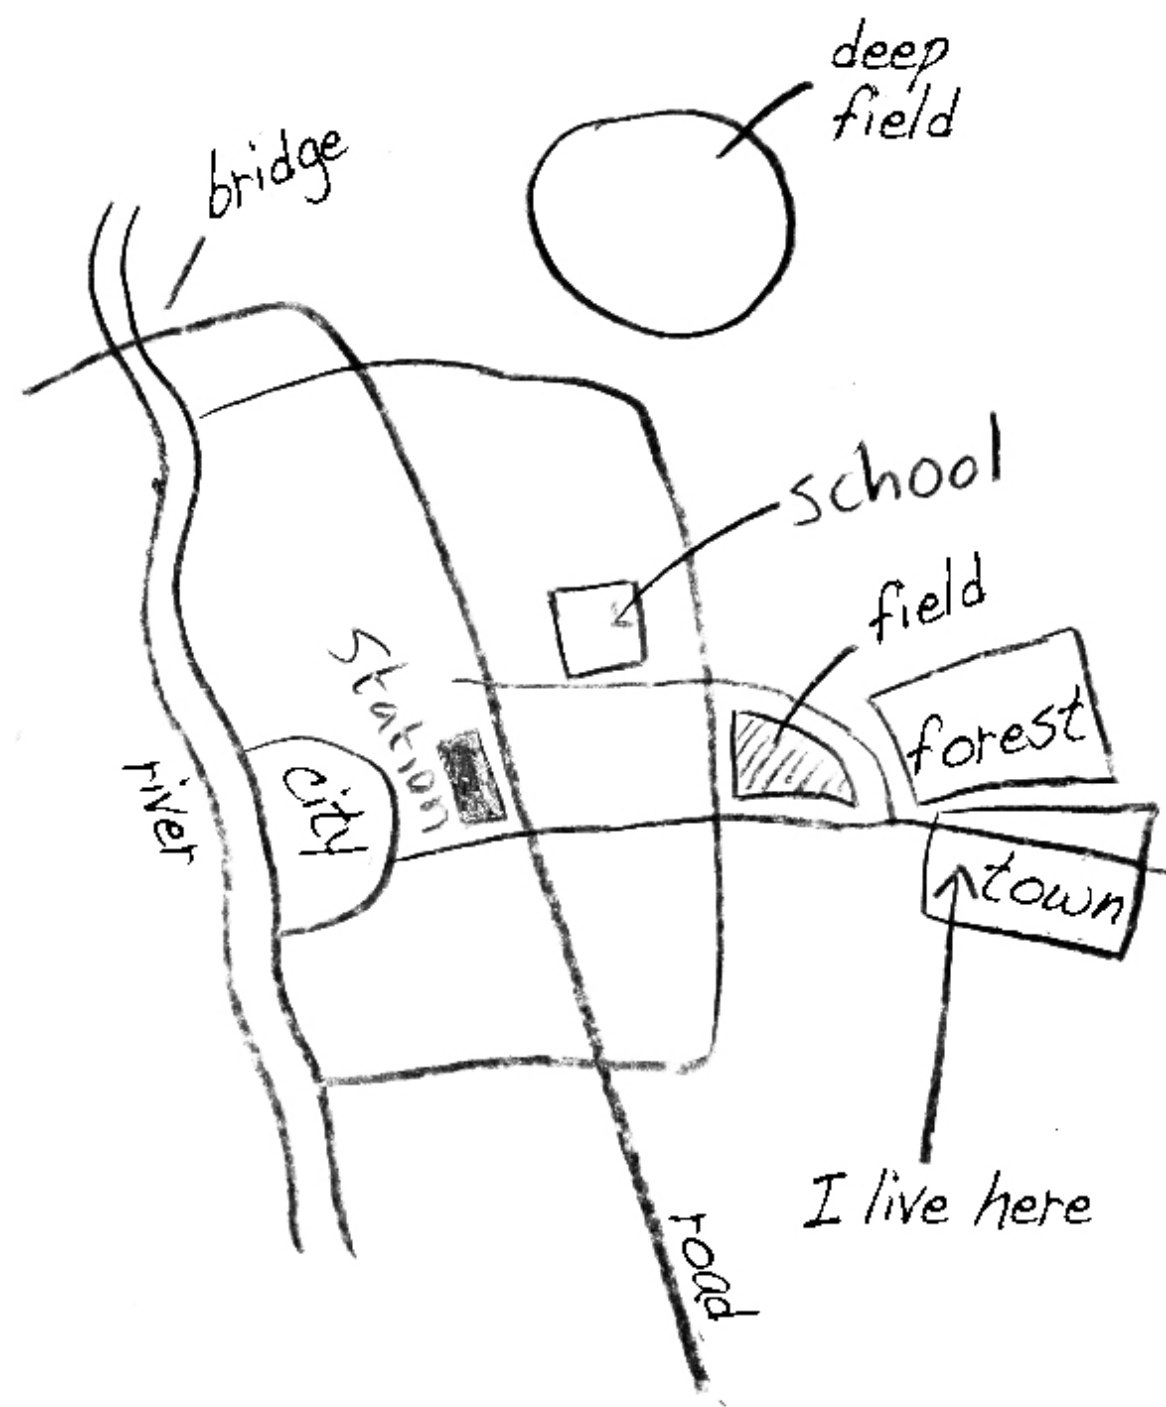 deep
field
bridge
school
field
Station
forest
river
city
town
I live here
road